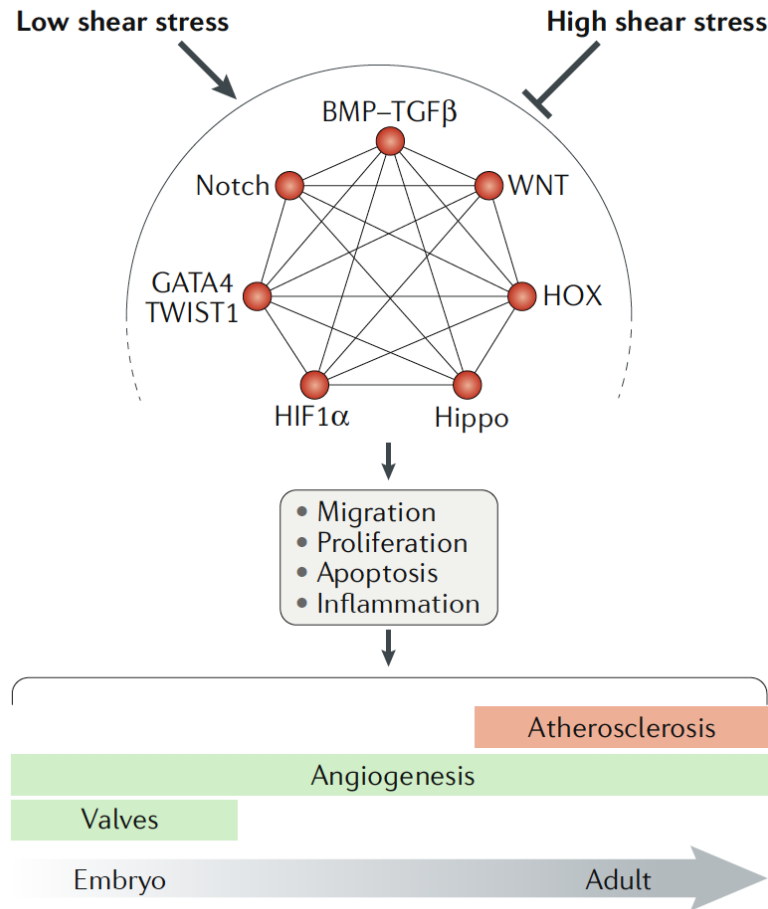 Low shear stress
High shear stress
BMP–TGFβ
Notch
WNT
GATA4
TWIST1
HOX
HIF1α
Hippo
• Migration
• Proliferation
• Apoptosis
• Inflammation
Atherosclerosis
Angiogenesis
Valves
Embryo
Adult